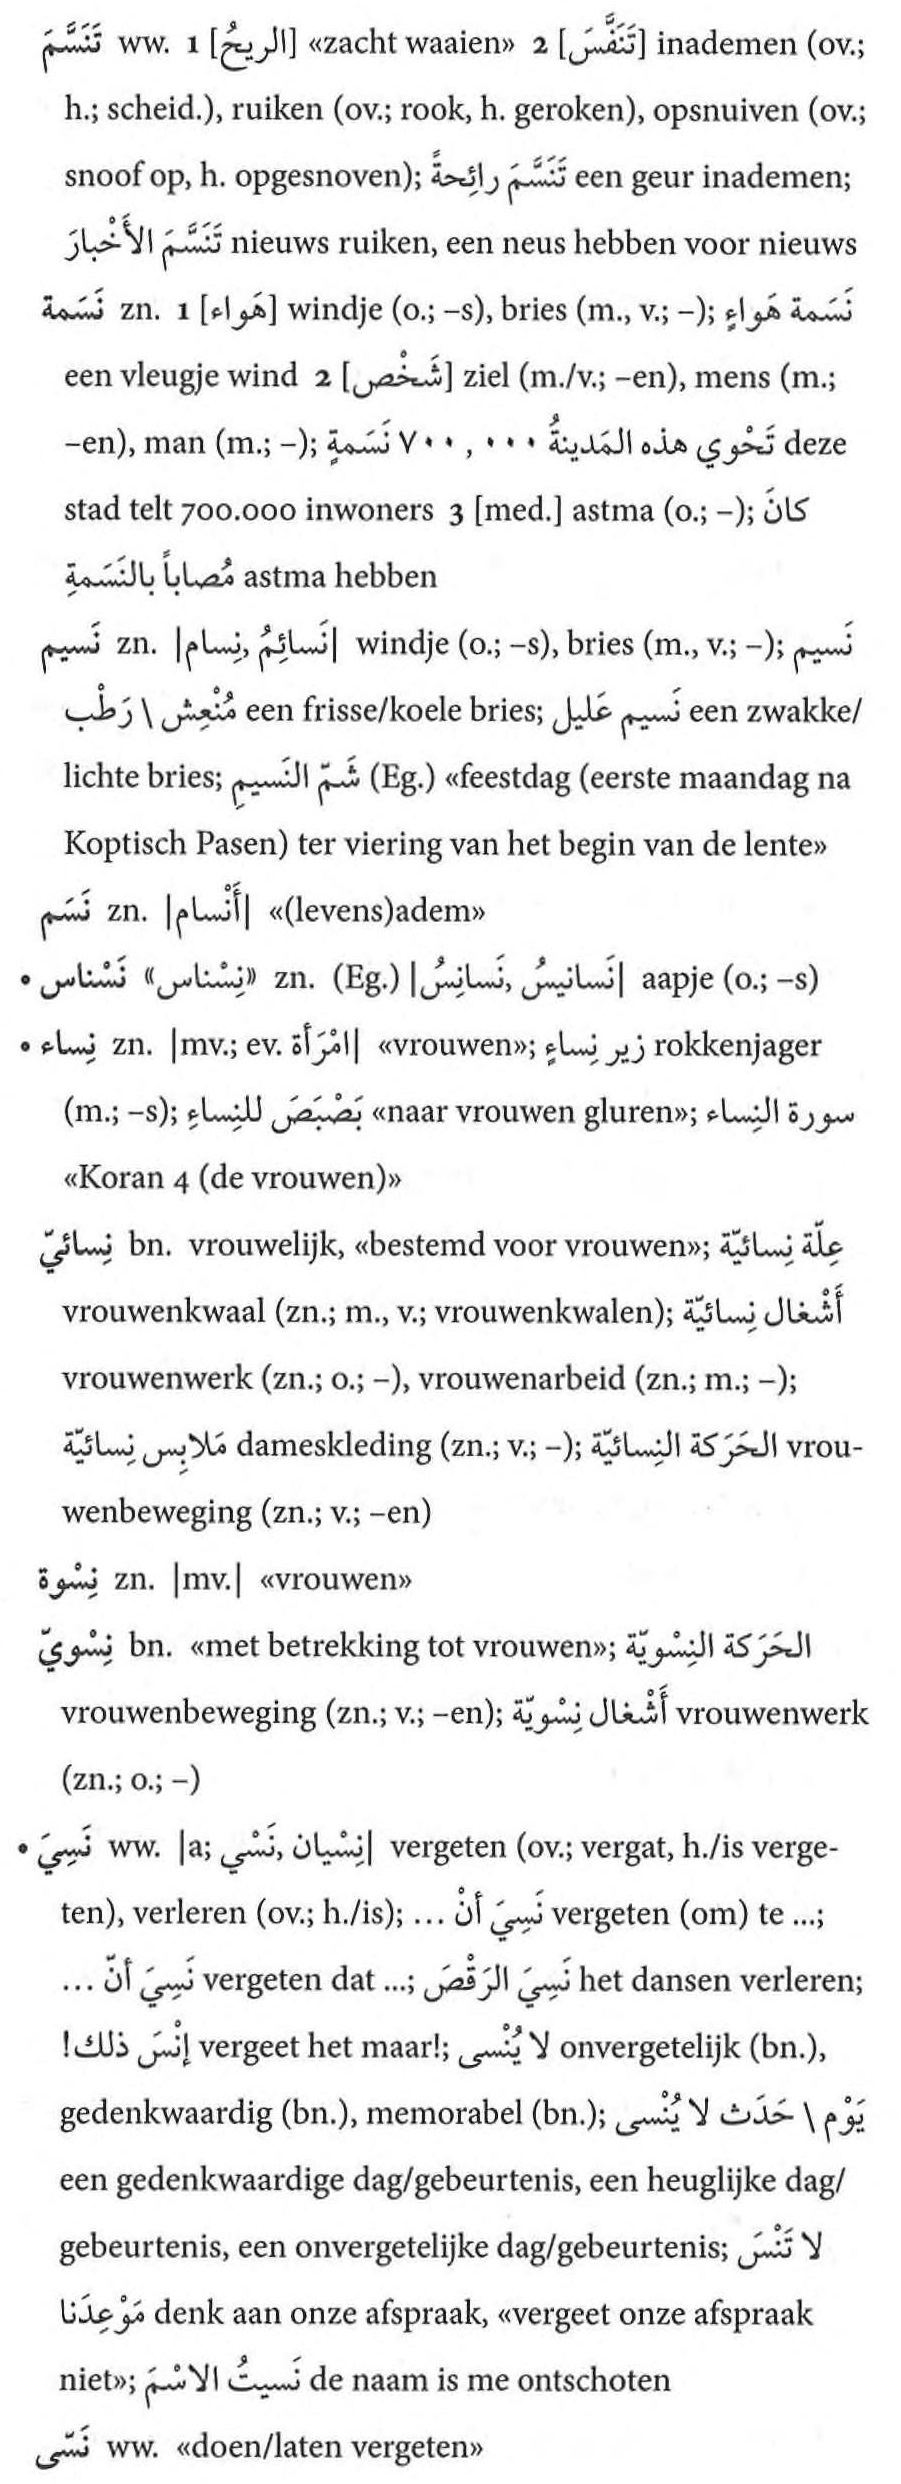 تَنَسَّمَ ww. 1 [الريحُ] «zacht waaien» 2 [تَنَفَّسَ] inademen (ov.;
h.; scheid.), ruiken (ov.; rook, h. geroken), opsnuiven (ov.;
snoof op, h. opgesnoven); تَنَسَّمَ رائِحةً een geur inademen;
تَنَسَّمَ الأَخْبارَ nieuws ruiken, een neus hebben voor nieuws
نَسَمة zn. 1 [هَواء] windje (o.; –s), bries (m., v.; –); نَسَمة هَواءٍ
een vleugje wind 2 [شَخْص] ziel (m./v.; –en), mens (m.;
–en), man (m.; –); تَحْوي هذه المَدينةُ ٧٠٠,٠٠٠ نَسَمةٍ deze
stad telt 700.000 inwoners 3 [med.] astma (o.; –); كانَ
مُصاباً بالنَسَمةِ astma hebben
نَسيم zn. |نَسائِمُ ,نِسام| windje (o.; –s), bries (m., v.; –); نَسيم
مُنْعِش \ رَطْب een frisse/koele bries; نَسيم عَليل een zwakke/
lichte bries; شَمّ النَسيمِ (Eg.) «feestdag (eerste maandag na
Koptisch Pasen) ter viering van het begin van de lente»
نَسَم zn. |أَنْسام| «(levens)adem»
• نَسْناس «نِسْناس» zn. (Eg.) |نَسانيسُ ,نَسانِسُ| aapje (o.; –s)
• نِساء zn. |mv.; ev. امْرَأة| «vrouwen»; زير نِساءٍ rokkenjager
(m.; –s); بَصْبَصَ للنِساءِ «naar vrouwen gluren»; سورة النِساء
«Koran 4 (de vrouwen)»
نِسائيّ bn. vrouwelijk, «bestemd voor vrouwen»; عِلّة نِسائيّة
vrouwenkwaal (zn.; m., v.; vrouwenkwalen); أَشْغال نِسائيّة
vrouwenwerk (zn.; o.; –), vrouwenarbeid (zn.; m.; –);
مَلابِس نِسائيّة dameskleding (zn.; v.; –); الحَرَكة النِسائيّة vrou-
wenbeweging (zn.; v.; –en)
نِسْوة zn. |mv.| «vrouwen»
نِسْويّ bn. «met betrekking tot vrouwen»; الحَرَكة النِسْويّة
vrouwenbeweging (zn.; v.; –en); أَشْغال نِسْويّة vrouwenwerk
(zn.; o.; –)
• نَسِيَ ww. |a; نِسْيان ,نَسْي| vergeten (ov.; vergat, h./is verge-
ten), verleren (ov.; h./is); نَسِيَ أنْ ... vergeten (om) te ...;
نَسِيَ أنّ ... vergeten dat ...; نَسِيَ الرَقْصَ het dansen verleren;
إنْسَ ذلك! vergeet het maar!; لا يُنْسى onvergetelijk (bn.),
gedenkwaardig (bn.), memorabel (bn.); يَوْم \ حَدَث لا يُنْسى
een gedenkwaardige dag/gebeurtenis, een heuglijke dag/
gebeurtenis, een onvergetelijke dag/gebeurtenis; لا تَنْسَ
مَوْعِدَنا denk aan onze afspraak, «vergeet onze afspraak
niet»; نَسيتُ الاسْمَ de naam is me ontschoten
نَسّى ww. «doen/laten vergeten»